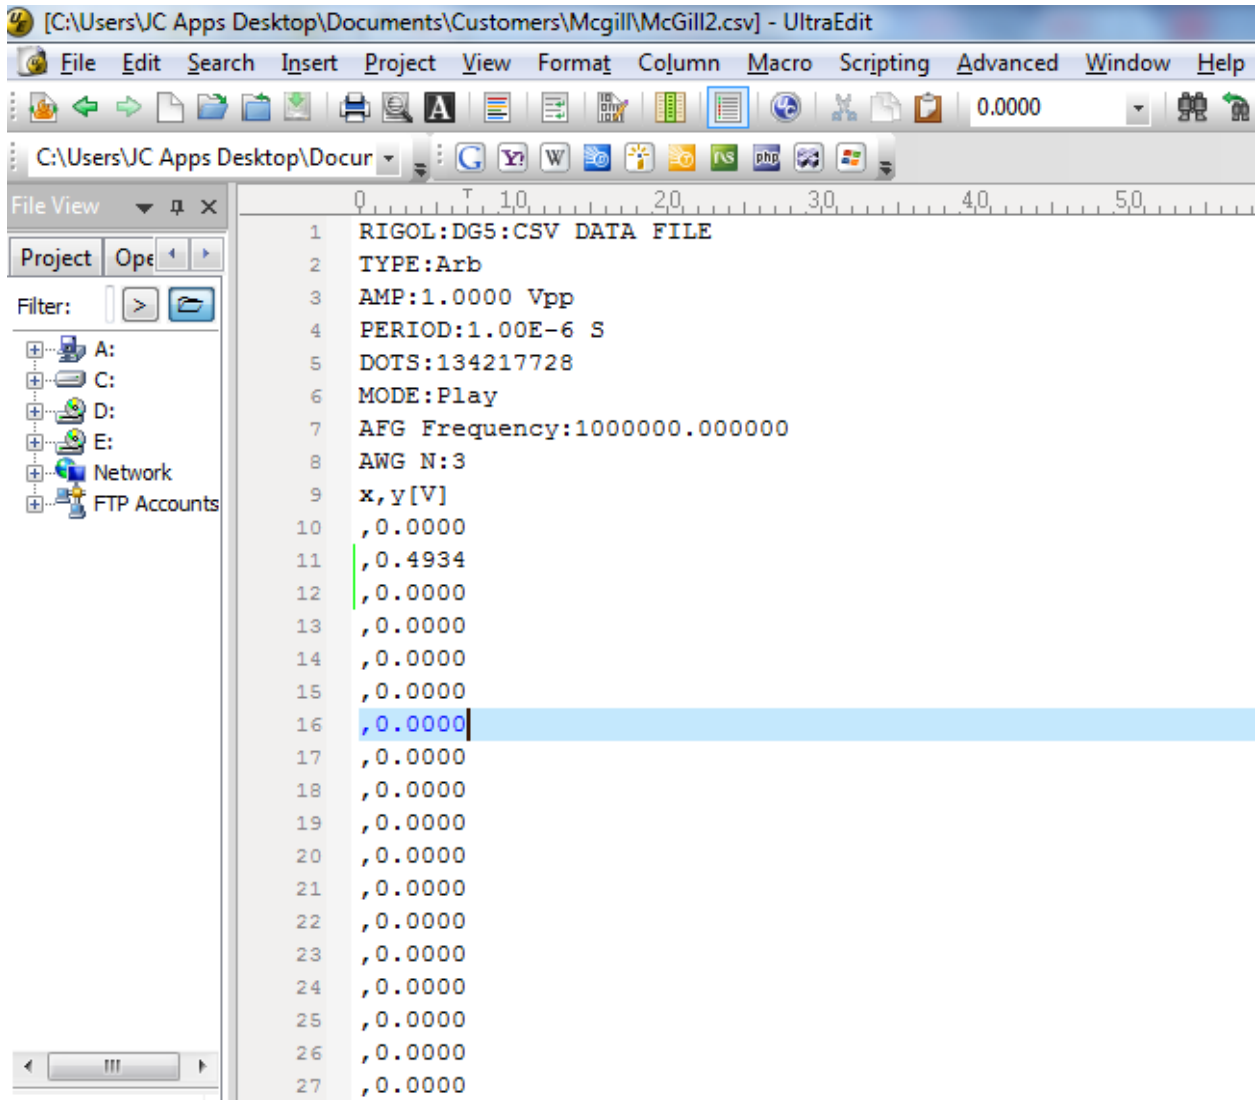 [C:\Users\JC Apps Desktop\Documents\Customers\Mcgill\McGill2.csv] - UltraEdit
File Edit Search Insert Project View Format Column Macro Scripting Advanced Window Help
0.0000
C:\Users\JC Apps Desktop\Docur
File View
0 10 20 30 40 50
Project Ope
Filter: >
A:
C:
D:
E:
Network
FTP Accounts
1 RIGOL:DG5:CSV DATA FILE
2 TYPE:Arb
3 AMP:1.0000 Vpp
4 PERIOD:1.00E-6 S
5 DOTS:134217728
6 MODE:Play
7 AFG Frequency:1000000.000000
8 AWG N:3
9 x,y[V]
10 ,0.0000
11 ,0.4934
12 ,0.0000
13 ,0.0000
14 ,0.0000
15 ,0.0000
16 ,0.0000
17 ,0.0000
18 ,0.0000
19 ,0.0000
20 ,0.0000
21 ,0.0000
22 ,0.0000
23 ,0.0000
24 ,0.0000
25 ,0.0000
26 ,0.0000
27 ,0.0000